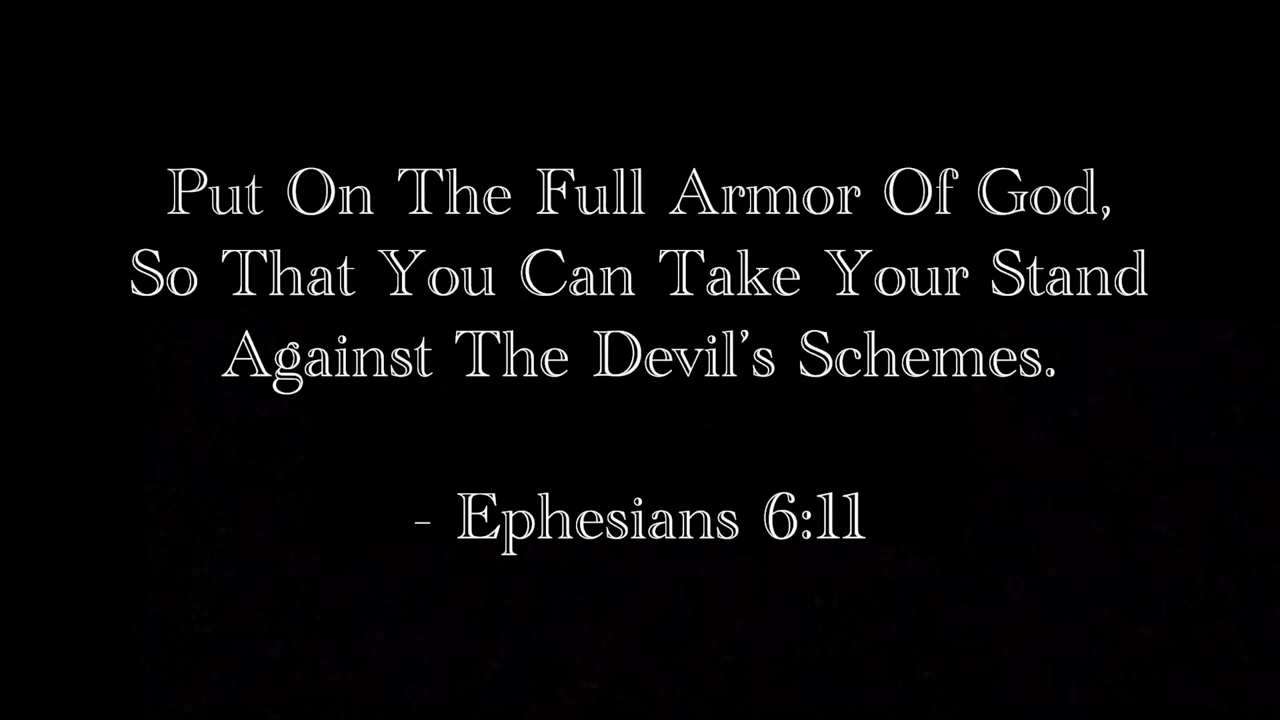 Put On The Full Armor Of God,
So That You Can Take Your Stand
Against The Devil’s Schemes.
- Ephesians 6:11